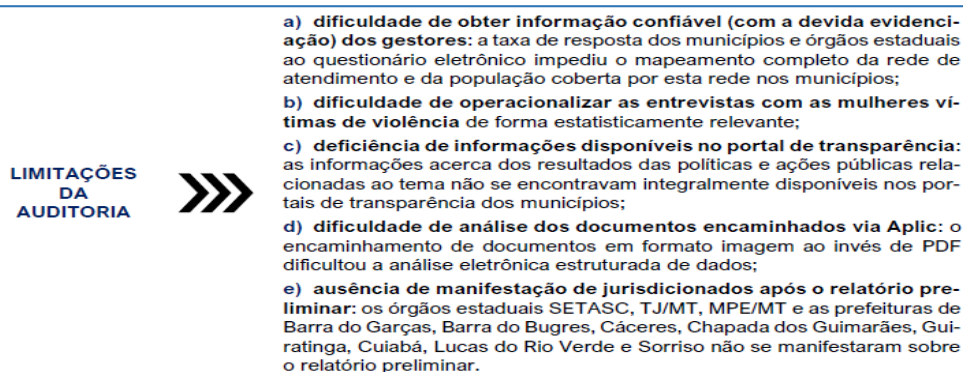 LIMITAÇÕES
DA
AUDITORIA
a) dificuldade de obter informação confiável (com a devida evidenci-
ação) dos gestores: a taxa de resposta dos municípios e órgãos estaduais
ao questionário eletrônico impediu o mapeamento completo da rede de
atendimento e da população coberta por esta rede nos municípios;
b) dificuldade de operacionalizar as entrevistas com as mulheres ví-
timas de violência de forma estatisticamente relevante;
c) deficiência de informações disponíveis no portal de transparência:
as informações acerca dos resultados das políticas e ações públicas rela-
cionadas ao tema não se encontravam integralmente disponíveis nos por-
tais de transparência dos municípios;
d) dificuldade de análise dos documentos encaminhados via Aplic: o
encaminhamento de documentos em formato imagem ao invés de PDF
dificultou a análise eletrônica estruturada de dados;
e) ausência de manifestação de jurisdicionados após o relatório pre-
liminar: os órgãos estaduais SETASC, TJ/MT, MPE/MT e as prefeituras de
Barra do Garças, Barra do Bugres, Cáceres, Chapada dos Guimarães, Gui-
ratinga, Cuiabá, Lucas do Rio Verde e Sorriso não se manifestaram sobre
o relatório preliminar.